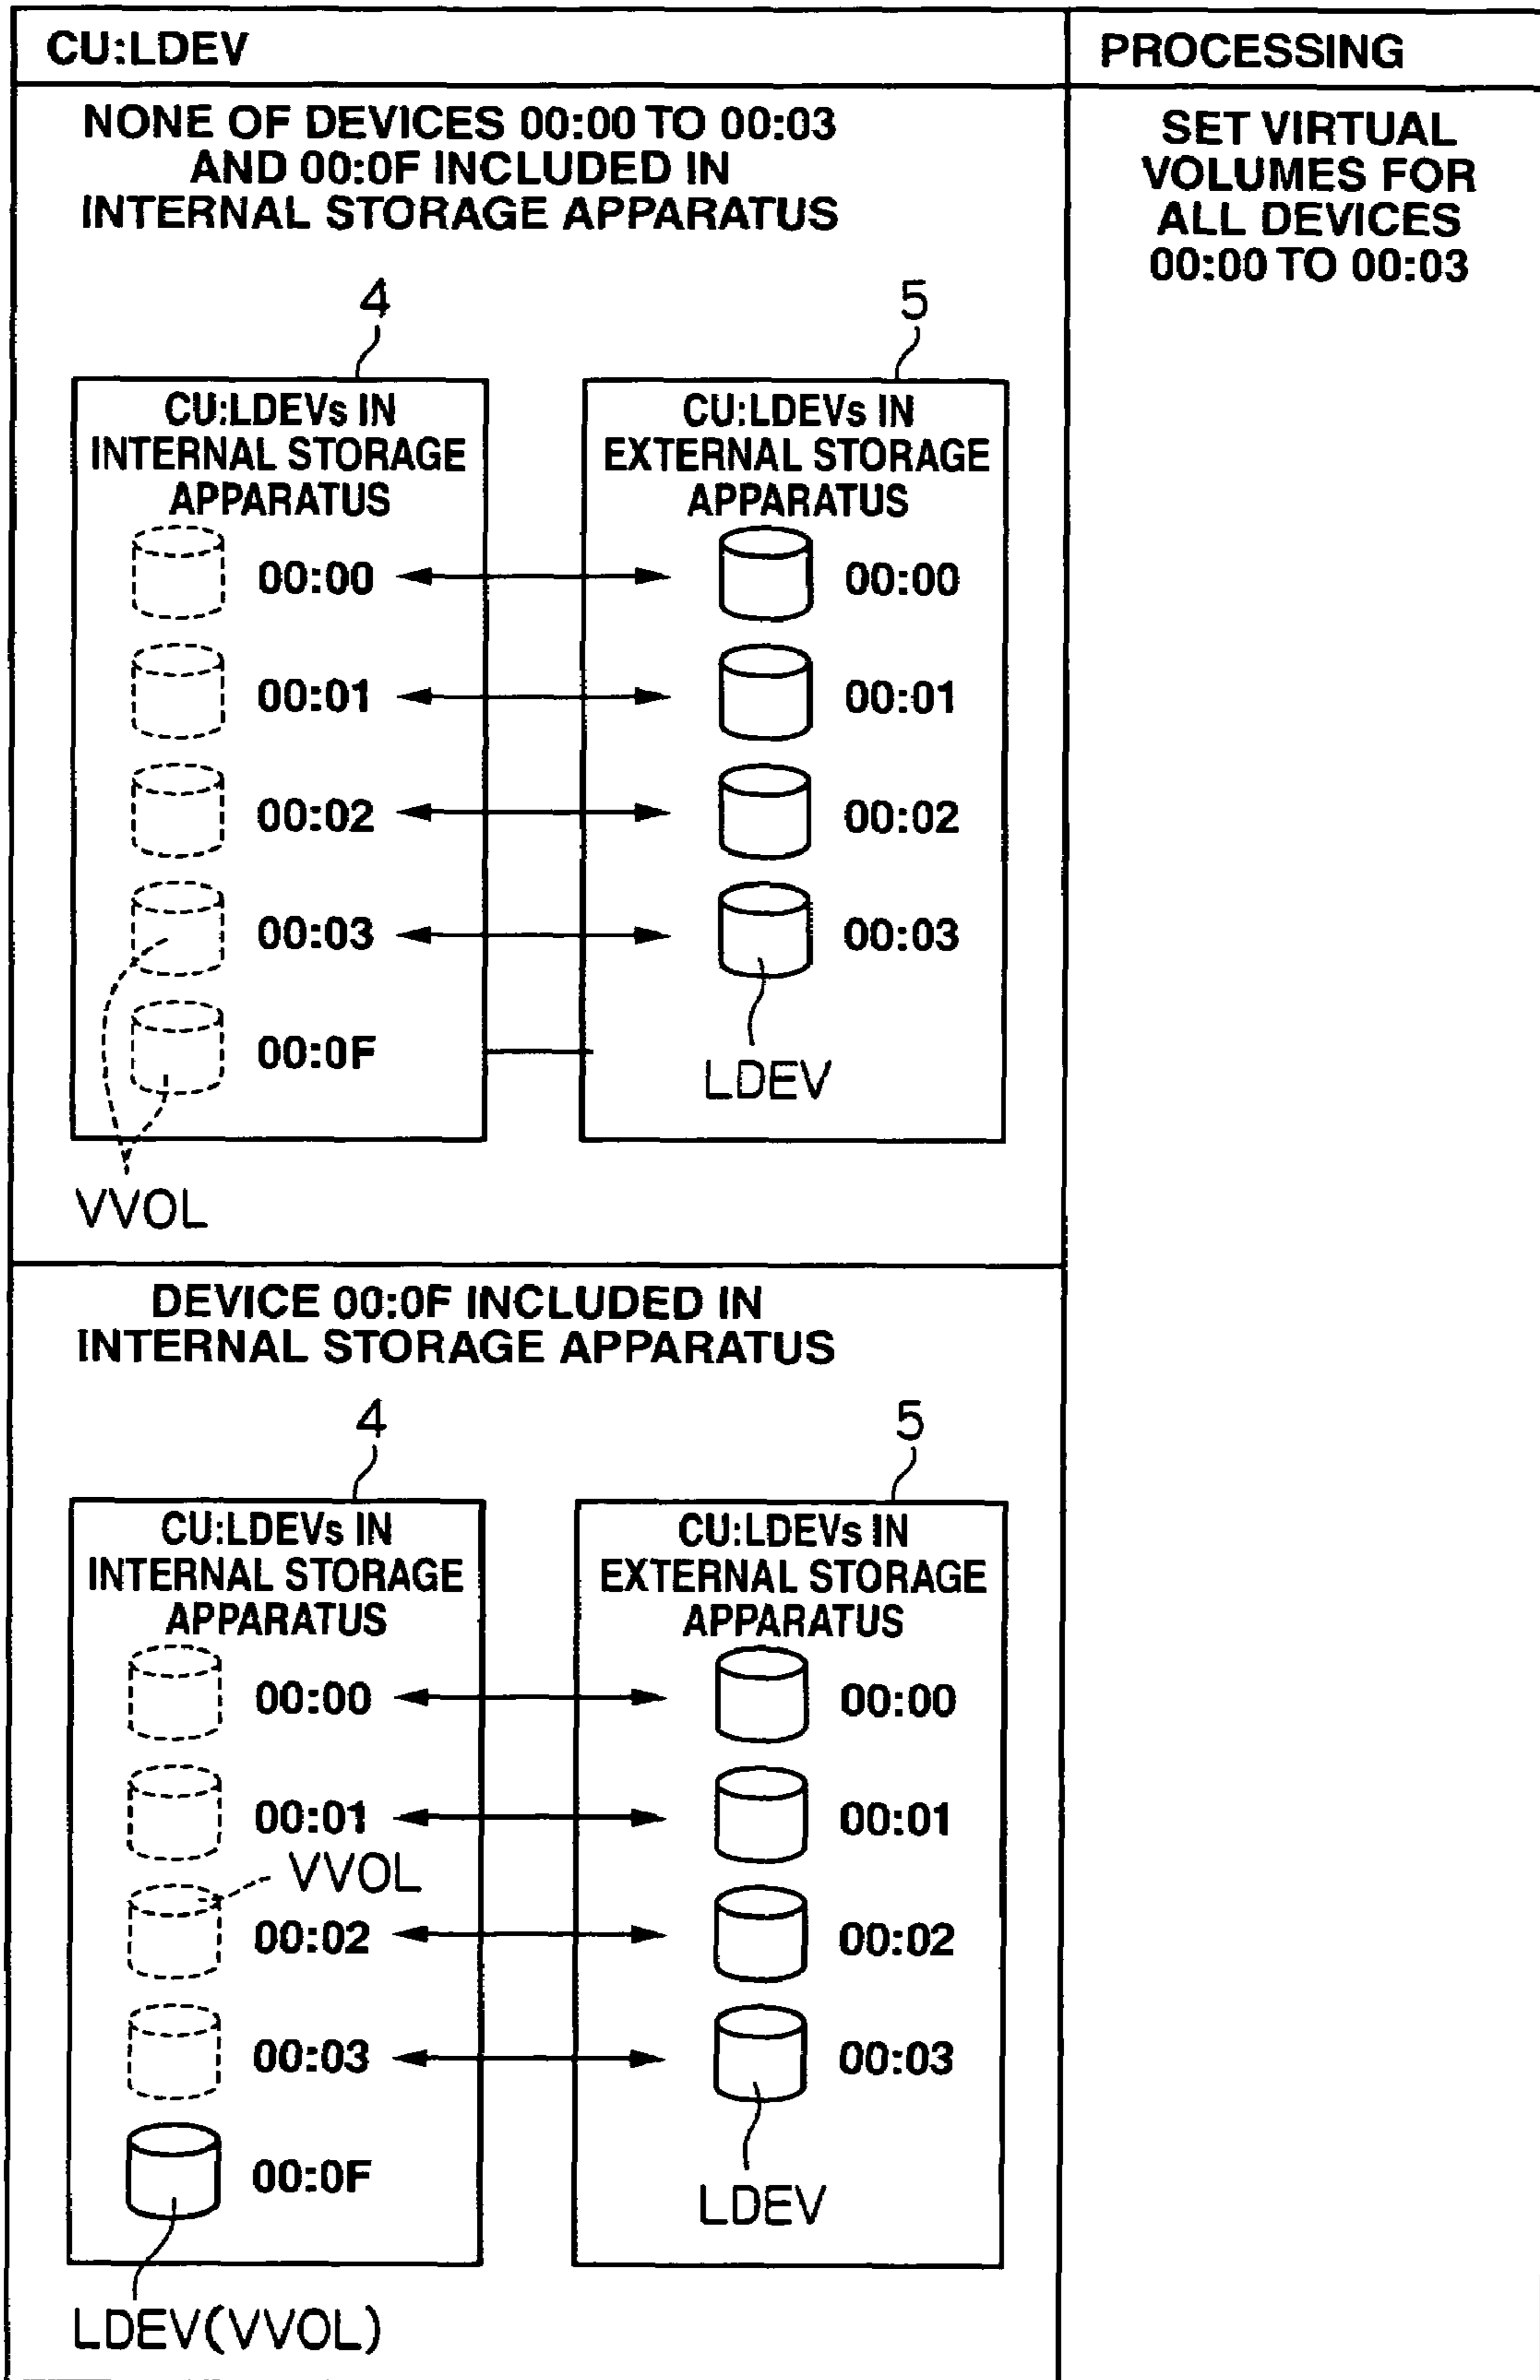 CU:LDEV
PROCESSING
NONE OF DEVICES 00:00 TO 00:03
AND 00:0F INCLUDED IN
INTERNAL STORAGE APPARATUS
SET VIRTUAL
VOLUMES FOR
ALL DEVICES
00:00 TO 00:03
4
5
CU:LDEVs IN
INTERNAL STORAGE
APPARATUS
CU:LDEVs IN
EXTERNAL STORAGE
APPARATUS
00:00
00:00
00:01
00:01
00:02
00:02
00:03
00:03
00:0F
LDEV
VVOL
DEVICE 00:0F INCLUDED IN
INTERNAL STORAGE APPARATUS
4
5
CU:LDEVs IN
INTERNAL STORAGE
APPARATUS
CU:LDEVs IN
EXTERNAL STORAGE
APPARATUS
00:00
00:00
00:01
00:01
VVOL
00:02
00:02
00:03
00:03
00:0F
LDEV
LDEV(VVOL)